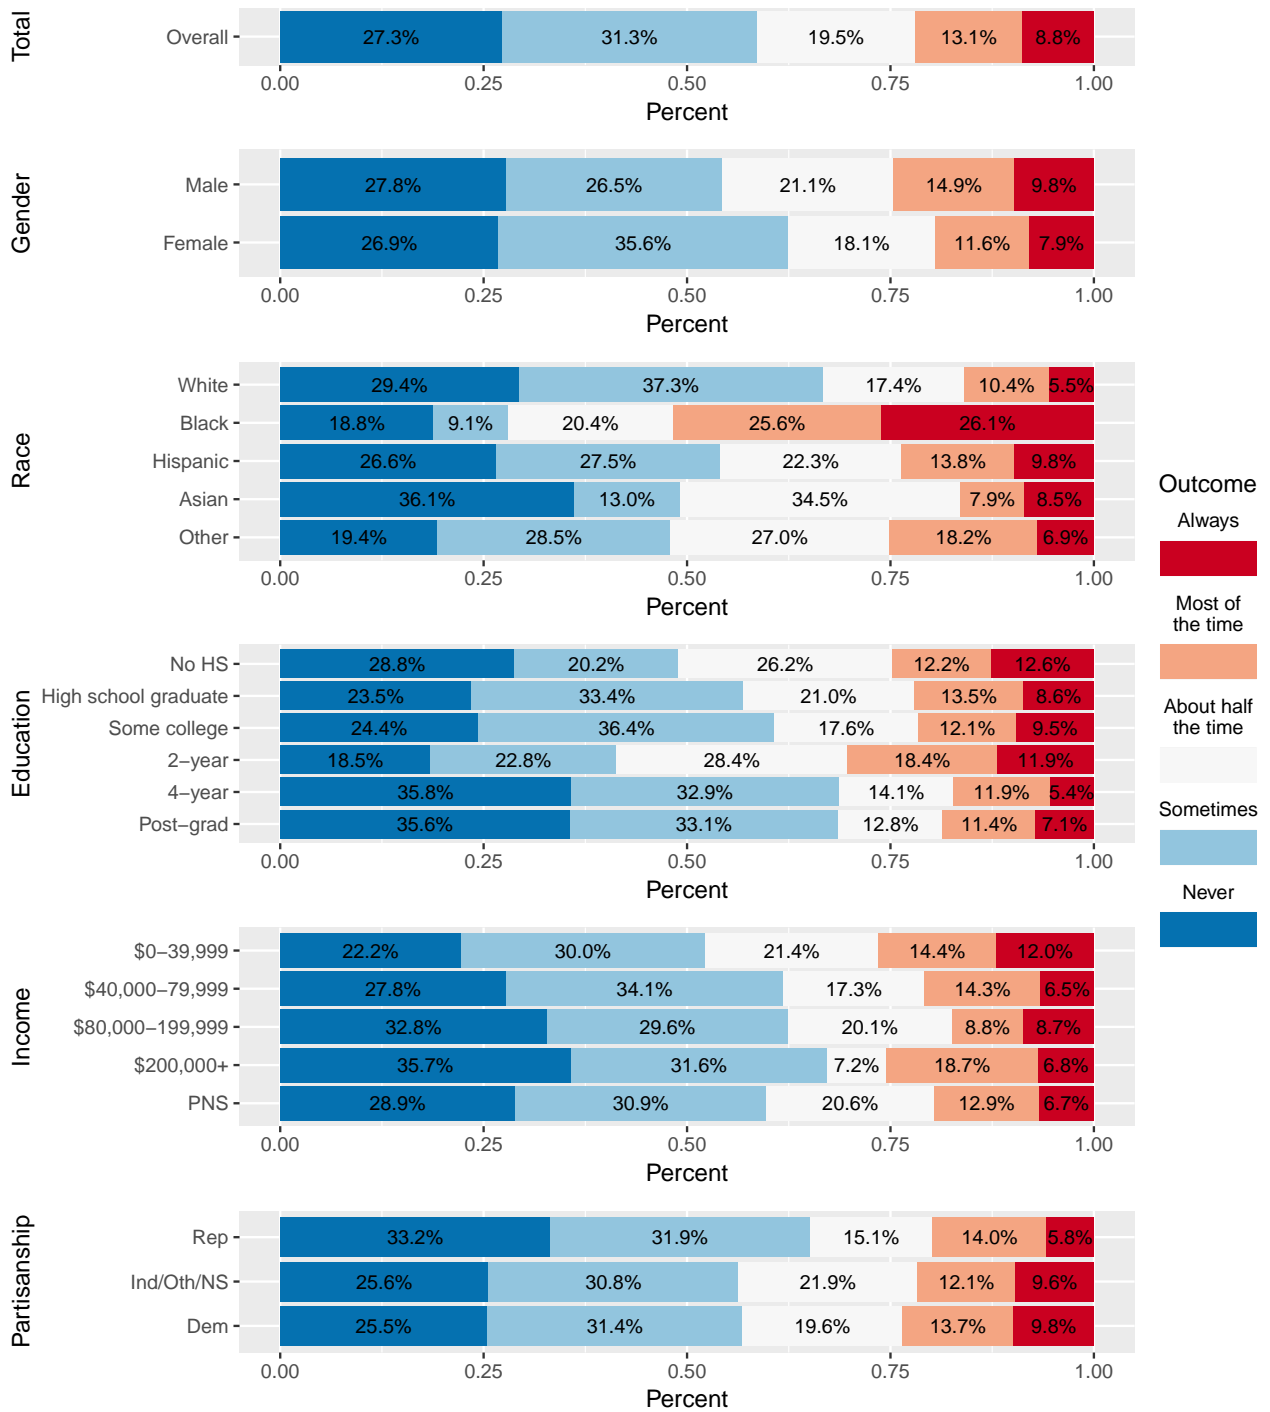 Total
Overall 27.3% 31.3% 19.5% 13.1% 8.8%
0.00 0.25 0.50 0.75 1.00
Percent
Gender
Male 27.8% 26.5% 21.1% 14.9% 9.8%
Female 26.9% 35.6% 18.1% 11.6% 7.9%
0.00 0.25 0.50 0.75 1.00
Percent
Race
White 29.4% 37.3% 17.4% 10.4% 5.5%
Black 18.8% 9.1% 20.4% 25.6% 26.1%
Hispanic 26.6% 27.5% 22.3% 13.8% 9.8%
Asian 36.1% 13.0% 34.5% 7.9% 8.5%
Other 19.4% 28.5% 27.0% 18.2% 6.9%
0.00 0.25 0.50 0.75 1.00
Percent
Education
No HS 28.8% 20.2% 26.2% 12.2% 12.6%
High school graduate 23.5% 33.4% 21.0% 13.5% 8.6%
Some college 24.4% 36.4% 17.6% 12.1% 9.5%
2−year 18.5% 22.8% 28.4% 18.4% 11.9%
4−year 35.8% 32.9% 14.1% 11.9% 5.4%
Post−grad 35.6% 33.1% 12.8% 11.4% 7.1%
0.00 0.25 0.50 0.75 1.00
Percent
Income
$0−39,999 22.2% 30.0% 21.4% 14.4% 12.0%
$40,000−79,999 27.8% 34.1% 17.3% 14.3% 6.5%
$80,000−199,999 32.8% 29.6% 20.1% 8.8% 8.7%
$200,000+ 35.7% 31.6% 7.2% 18.7% 6.8%
PNS 28.9% 30.9% 20.6% 12.9% 6.7%
0.00 0.25 0.50 0.75 1.00
Percent
Partisanship
Rep 33.2% 31.9% 15.1% 14.0% 5.8%
Ind/Oth/NS 25.6% 30.8% 21.9% 12.1% 9.6%
Dem 25.5% 31.4% 19.6% 13.7% 9.8%
0.00 0.25 0.50 0.75 1.00
Percent
Outcome
Always
Most of
the time
About half
the time
Sometimes
Never